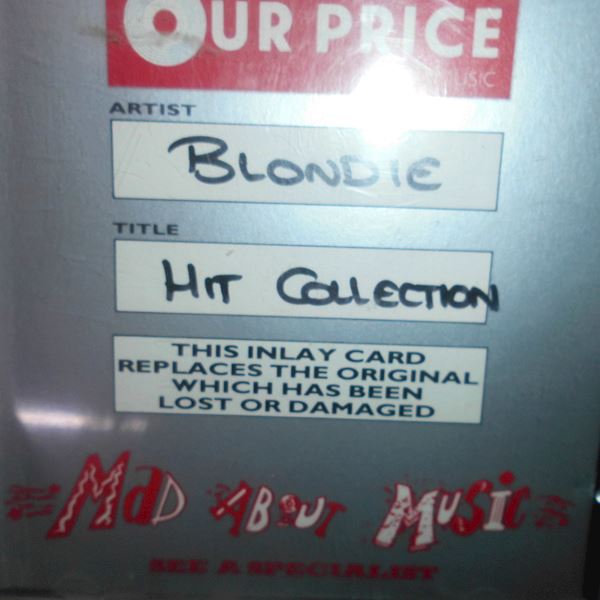 OUR PRICE
MUSIC
ARTIST
BLONDIE
TITLE
HIT COLLECTION
THIS INLAY CARD
REPLACES THE ORIGINAL
WHICH HAS BEEN
LOST OR DAMAGED
MaD ABOUT MUSIC
SEE A SPECIALIST